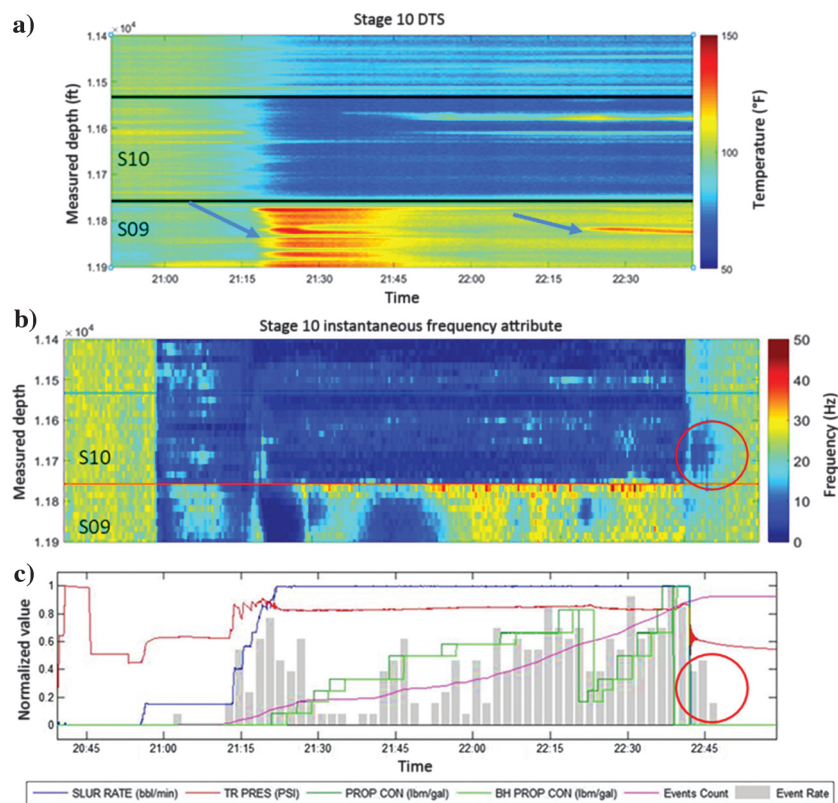 a)
Stage 10 DTS
× 10⁴
1.14
1.15
1.16
1.17
1.18
1.19
Measured depth (ft)
Measured depth (ft)
S10
S09
21:00
21:15
21:30
21:45
22:00
22:15
22:30
Time
150
100
50
Temperature (°F)
b)
Stage 10 instantaneous frequency attribute
× 10⁴
1.14
1.15
1.16
1.17
1.18
1.19
Measured depth
Measured depth
S10
S09
50
40
30
20
10
0
Frequency (Hz)
c)
1
0.8
0.6
0.4
0.2
0
Normalized value
20:45
21:00
21:15
21:30
21:45
22:00
22:15
22:30
22:45
Time
SLUR RATE (bbl/min) TR PRES (PSI) PROP CON (lbm/gal) BH PROP CON (lbm/gal) Events Count Event Rate